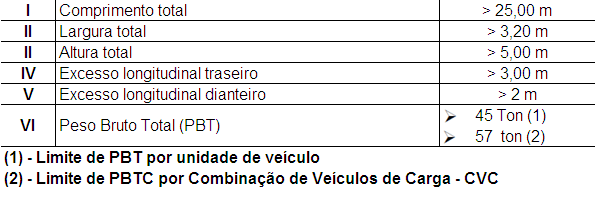 I Comprimento total > 25,00 m
II Largura total > 3,20 m
II Altura total > 5,00 m
IV Excesso longitudinal traseiro > 3,00 m
V Excesso longitudinal dianteiro > 2 m
VI Peso Bruto Total (PBT) ➢ 45 Ton (1)
➢ 57 ton (2)
(1) - Limite de PBT por unidade de veículo
(2) - Limite de PBTC por Combinação de Veículos de Carga - CVC